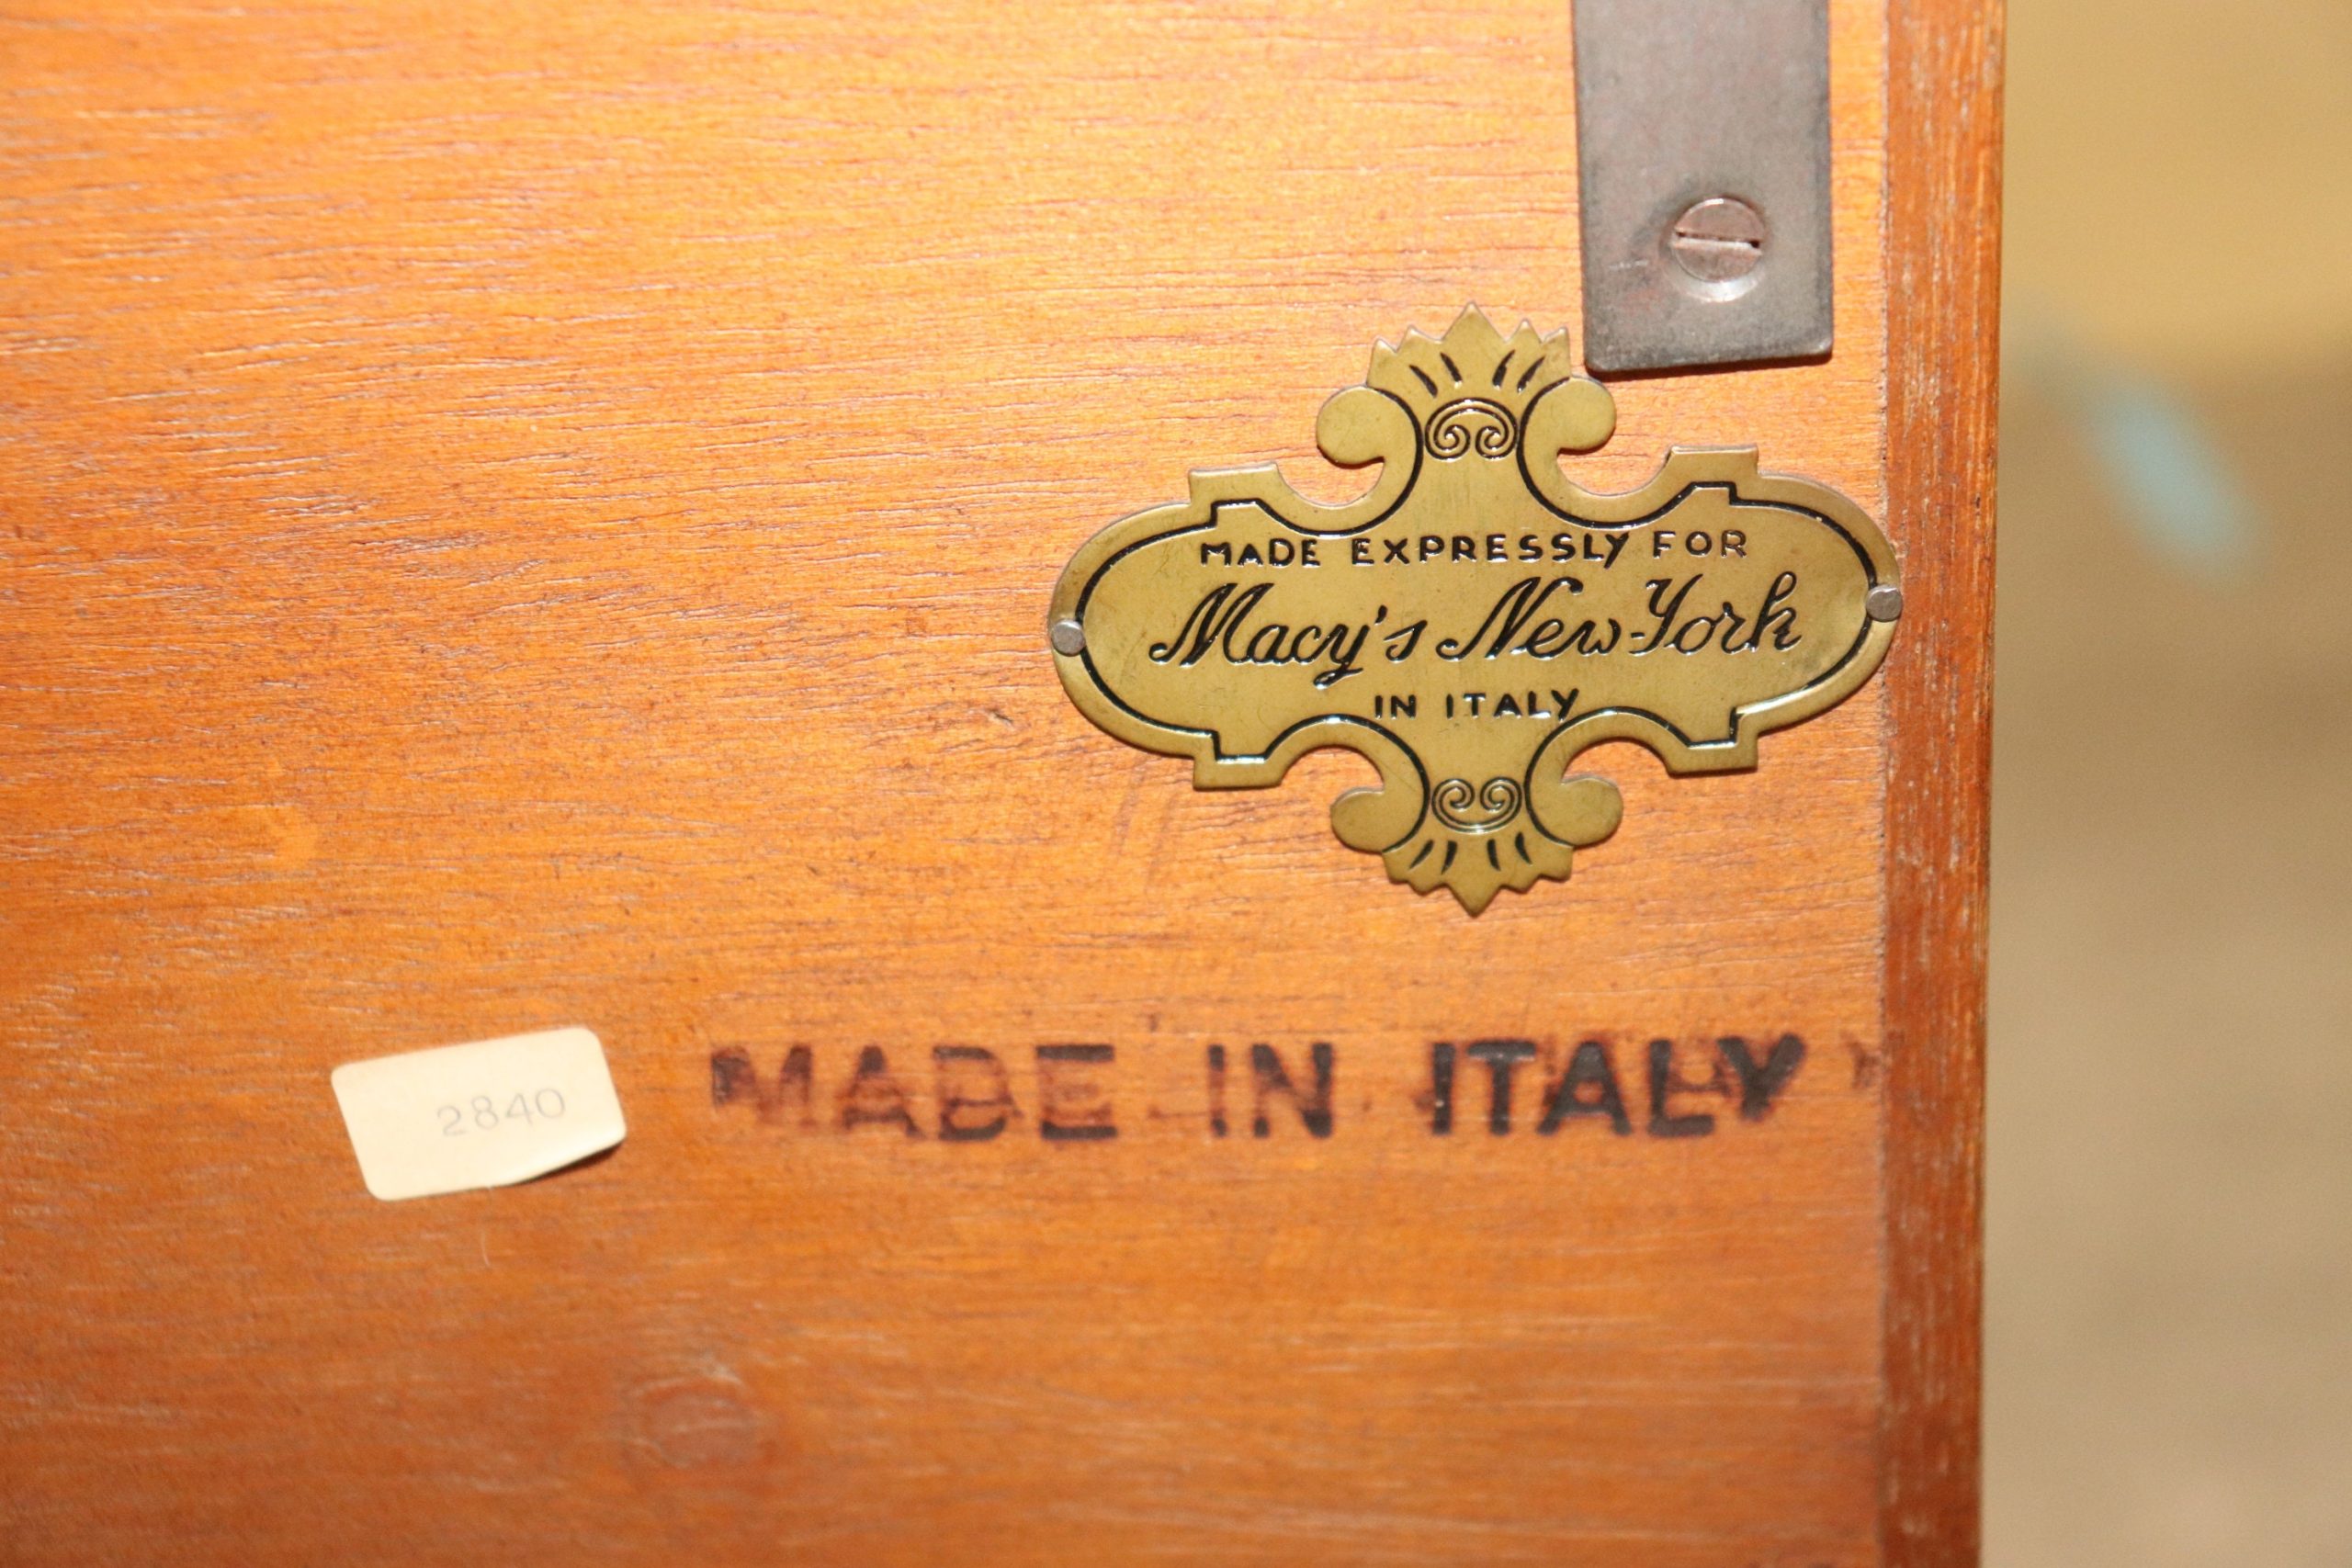 MADE EXPRESSLY FOR
Macy's New-York
IN ITALY
MADE IN ITALY
2840